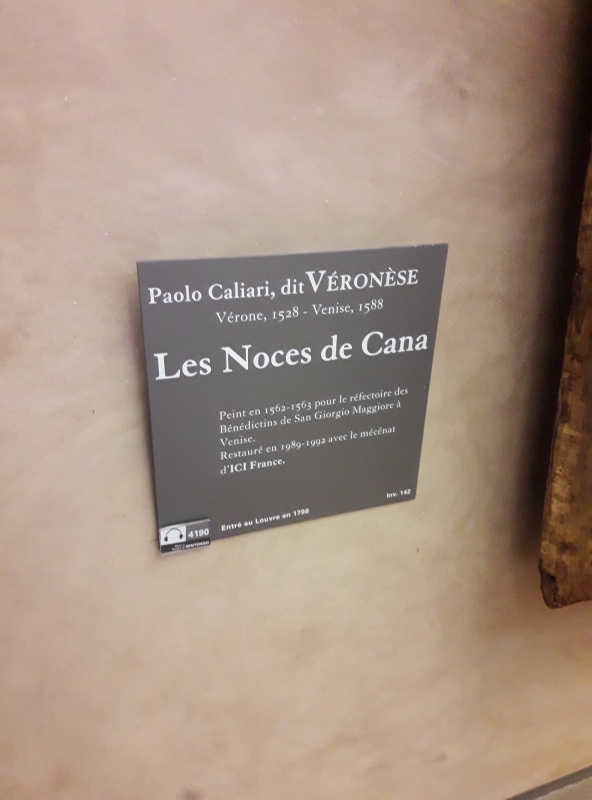 Paolo Caliari, dit VÉRONÈSE
Vérone, 1528 - Venise, 1588
Les Noces de Cana
Peint en 1562-1563 pour le réfectoire des
Bénédictins de San Giorgio Maggiore à
Venise.
Restauré en 1989-1992 avec le mécénat
d'ICI France.
Inv. 142
Entré au Louvre en 1798
4190
NINTENDO